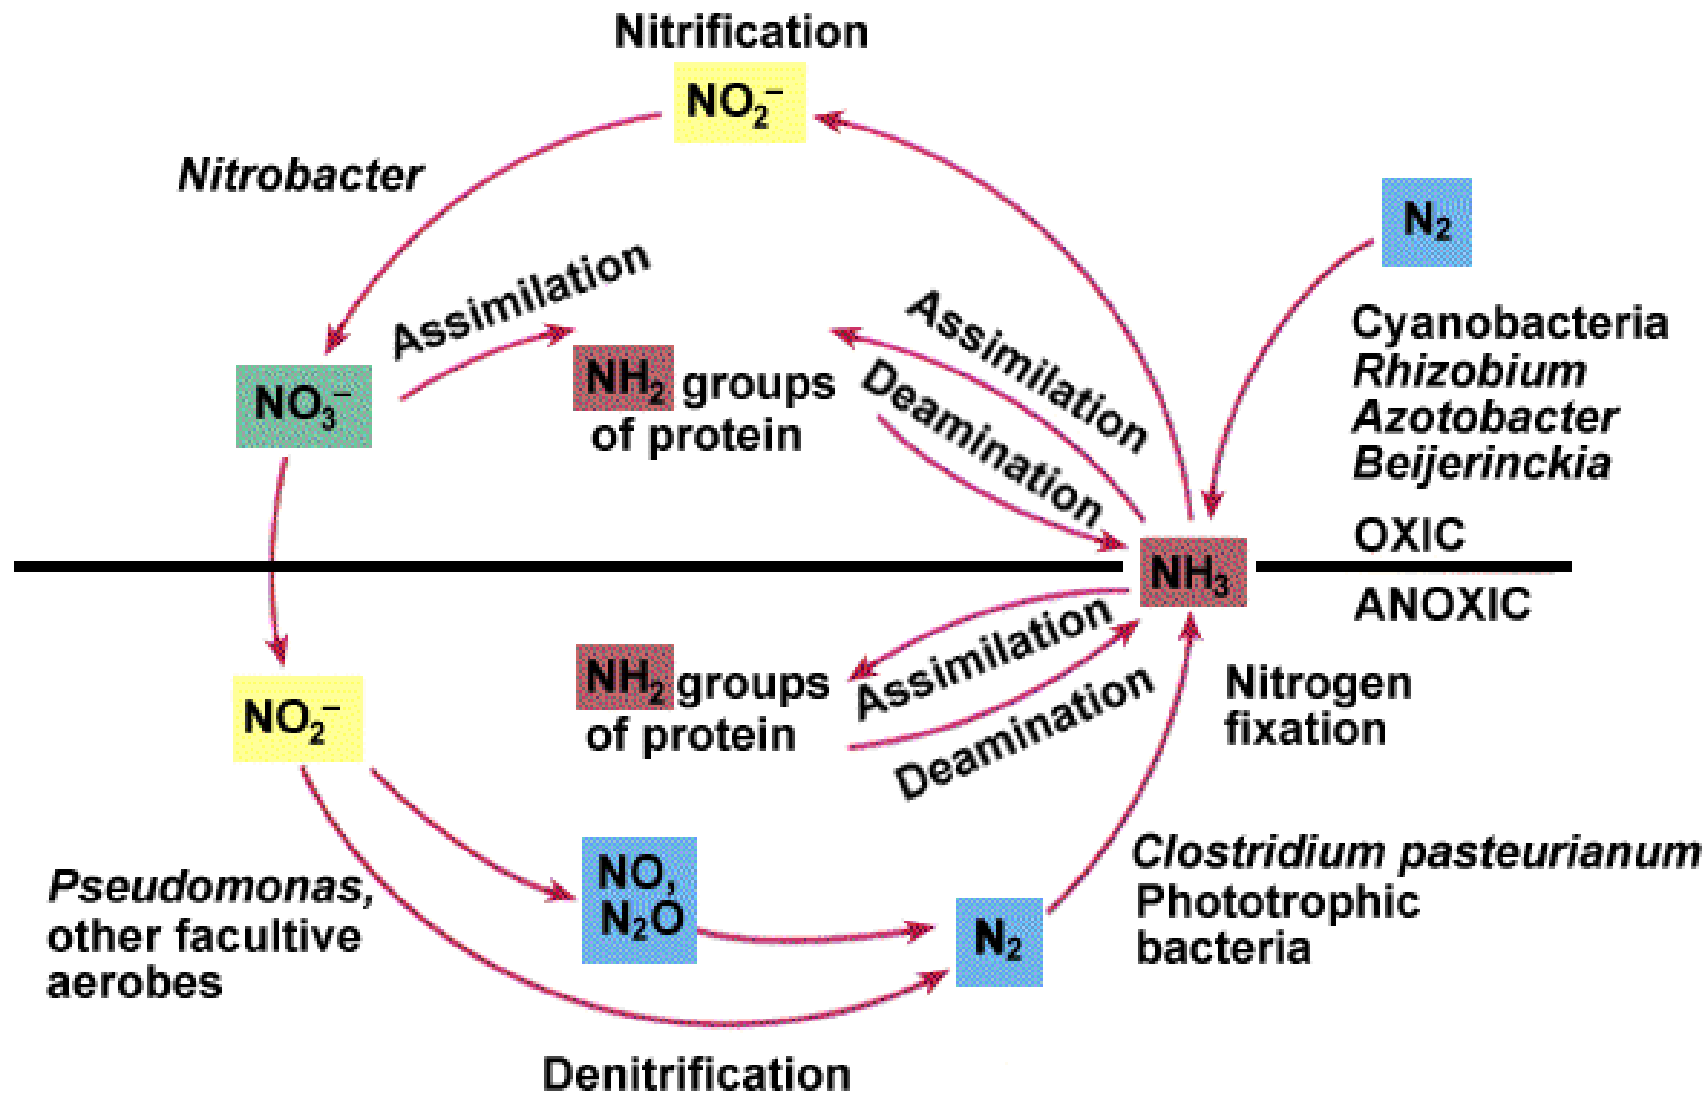 Nitrification
NO₂⁻
Nitrobacter
N₂
Assimilation
NO₃⁻
NH₂ groups
of protein
Assimilation
Deamination
Cyanobacteria
Rhizobium
Azotobacter
Beijerinckia
OXIC
NH₃
ANOXIC
NH₂ groups
of protein
Assimilation
Deamination
Nitrogen
fixation
NO₂⁻
Pseudomonas,
other facultive
aerobes
NO,
N₂O
N₂
Clostridium pasteurianum
Phototrophic
bacteria
Denitrification